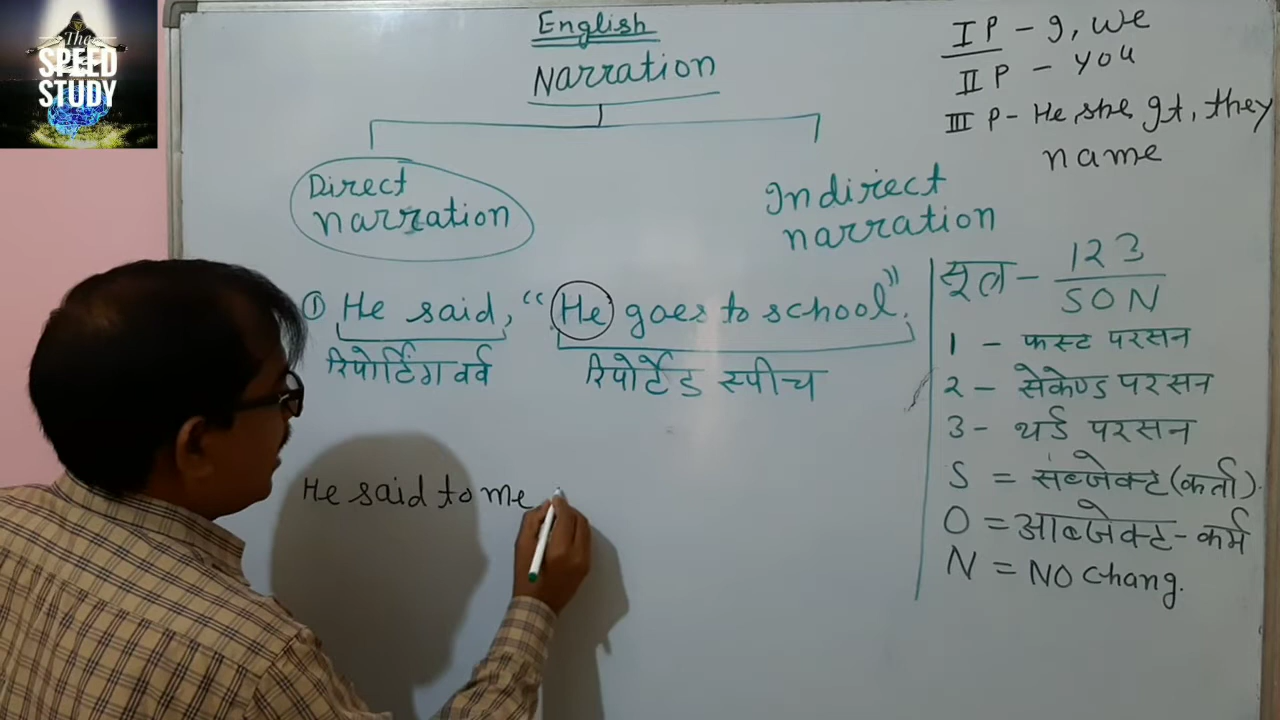 The
SPEED
STUDY
English
Narration
I P - I, we
II P - you
III P - He, she It, they
name
Direct
narration
Indirect
narration
① He said, “He goes to school.”
रिपोर्टिंग वर्व
रिपोर्टेड स्पीच
He said to me
सूत्र - 123
SON
1 - फस्ट परसन
2 - सेकेण्ड परसन
3 - थर्ड परसन
S = सब्जेक्ट (कर्ता).
O = आब्जेक्ट - कर्म
N = NO Chang.